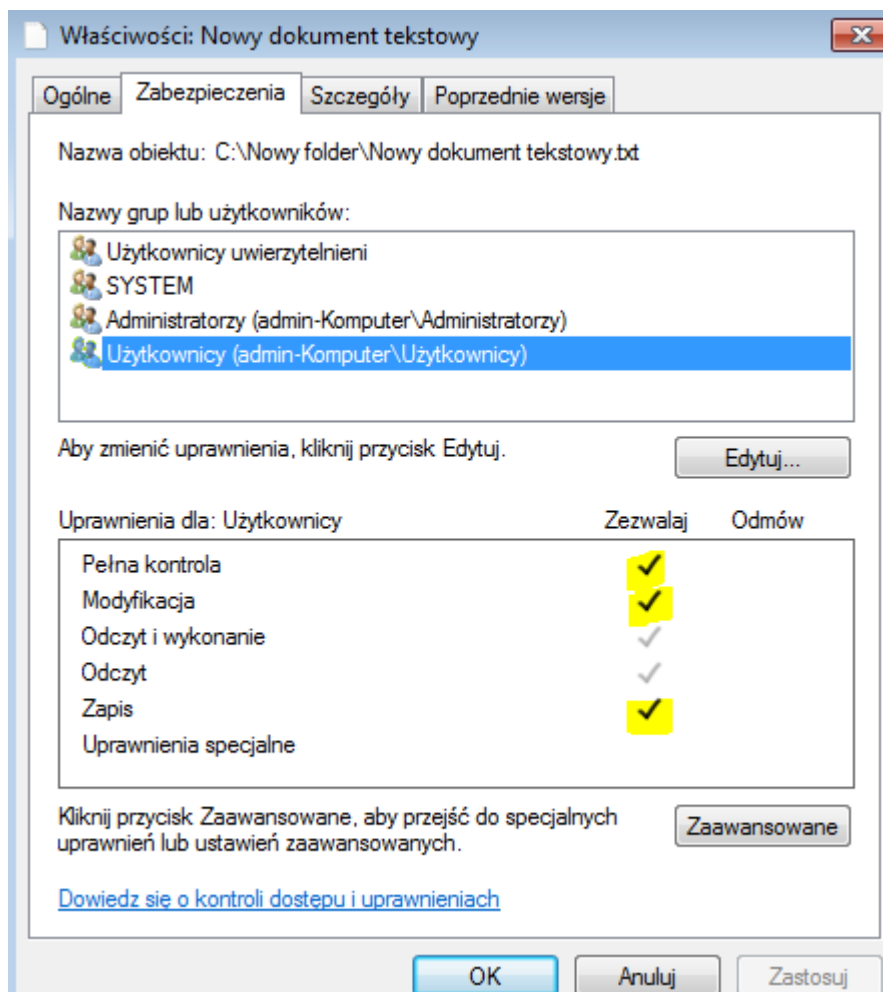 Właściwości: Nowy dokument tekstowy
Ogólne Zabezpieczenia Szczegóły Poprzednie wersje
Nazwa obiektu: C:\Nowy folder\Nowy dokument tekstowy.txt
Nazwy grup lub użytkowników:
Użytkownicy uwierzytelnieni
SYSTEM
Administratorzy (admin-Komputer\Administratorzy)
Użytkownicy (admin-Komputer\Użytkownicy)
Aby zmienić uprawnienia, kliknij przycisk Edytuj.
Edytuj...
Uprawnienia dla: Użytkownicy Zezwalaj Odmów
Pełna kontrola
Modyfikacja
Odczyt i wykonanie
Odczyt
Zapis
Uprawnienia specjalne
Kliknij przycisk Zaawansowane, aby przejść do specjalnych
uprawnień lub ustawień zaawansowanych.
Zaawansowane
Dowiedz się o kontroli dostępu i uprawnieniach
OK Anuluj Zastosuj